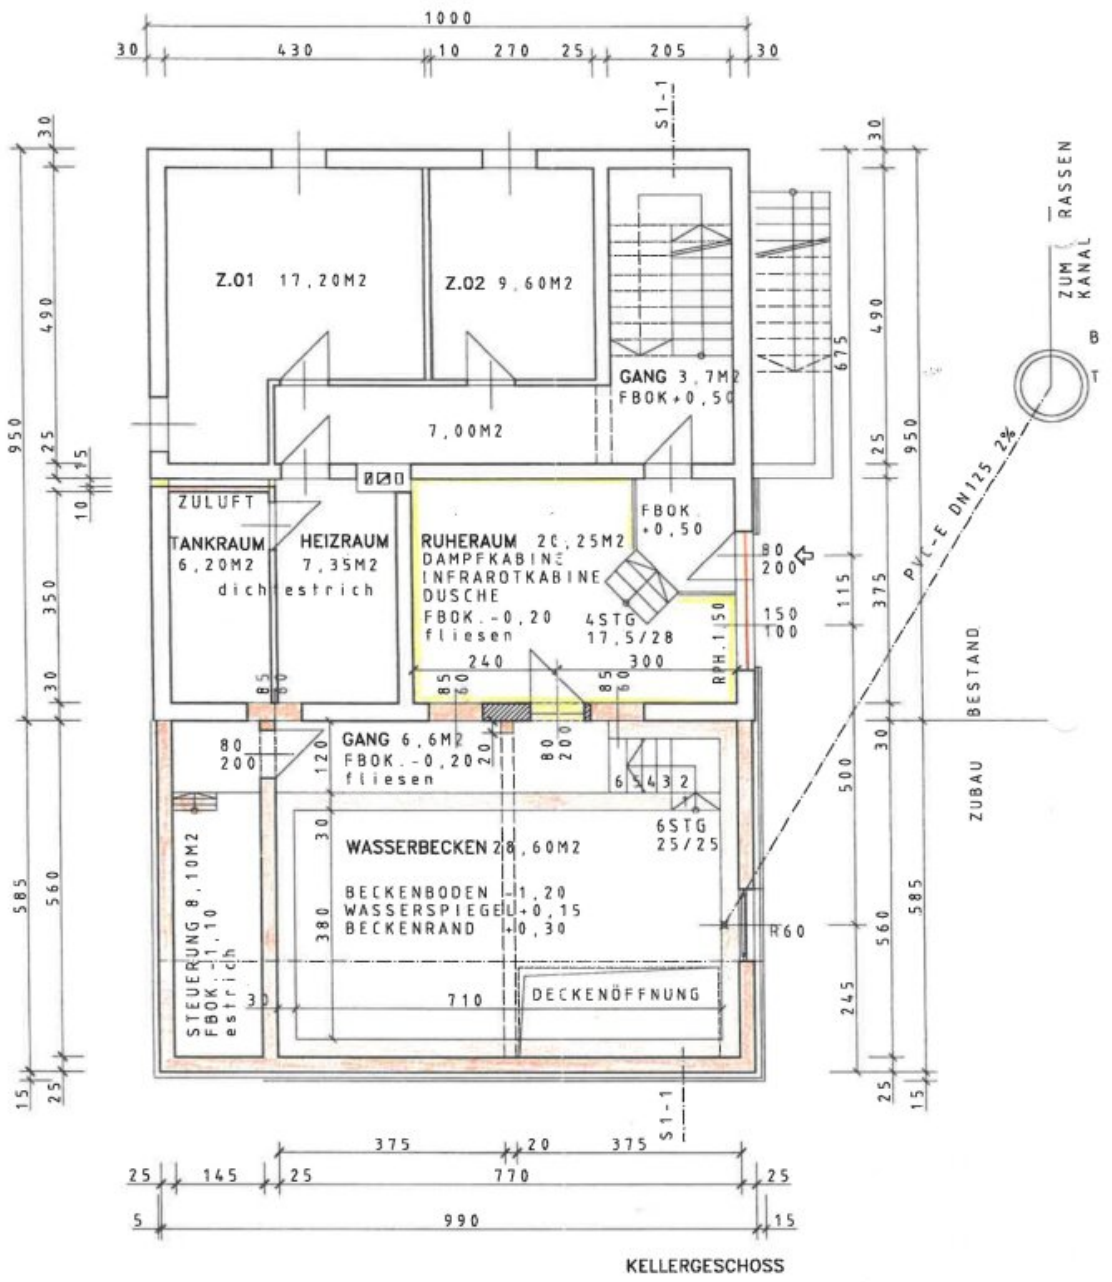 1000
30 430 10 270 25 205 30
S1-1
30
30
ZUM KANAL
RASSEN
490
490
950
950
675
Z.01 17,20M2
Z.02 9,60M2
B
T
GANG 3,7M2
FBOK+0,50
7,00M2
25
15
10
25
ZULUFT
TANKRAUM
6,20M2
HEIZRAUM
7,35M2
dichtestrich
RUHERAUM 20,25M2
DAMPFKABINE
INFRAROTKABINE
DUSCHE
FBOK.-0,20
fliesen
FBOK.
+0,50
80
200
4STG
17,5/28
150
100
RPH.1,50
PVC-E DN125 2%
350
115
375
240
300
85
60
85
60
85
60
30
30
BESTAND
ZUBAU
80
200
GANG 6,6M2
FBOK.-0,20
fliesen
120
20
80
200
6 5 4 3 2
1
6STG
25/25
500
30
WASSERBECKEN 28,60M2
BECKENBODEN -1,20
WASSERSPIEGEL+0,15
BECKENRAND +0,30
380
STEUERUNG 8,10M2
FBOK.-1,10
estrich
585
560
560
585
R60
30
710
DECKENÖFFNUNG
245
15
25
25
15
S1-1
375 20 375
25 145 25 770 25
5 990 15
KELLERGESCHOSS